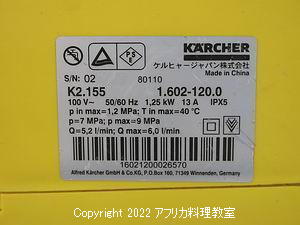 KÄRCHER
PS
E
ケルヒャージャパン株式会社
Made in China
S/N: 02 80110
K2.155 1.602-120.0
100 V~ 50/60 Hz 1,25 kW 13 A IPX5
p in max=1,2 MPa; T in max=40 °C
p=7 MPa; p max=9 MPa
Q=5,2 l/min; Q max=6,0 l/min
16021200026570
Alfred Kärcher GmbH & Co. KG, P.O.Box 160, 71349 Winnenden, Germany
Copyright 2022 アフリカ料理教室